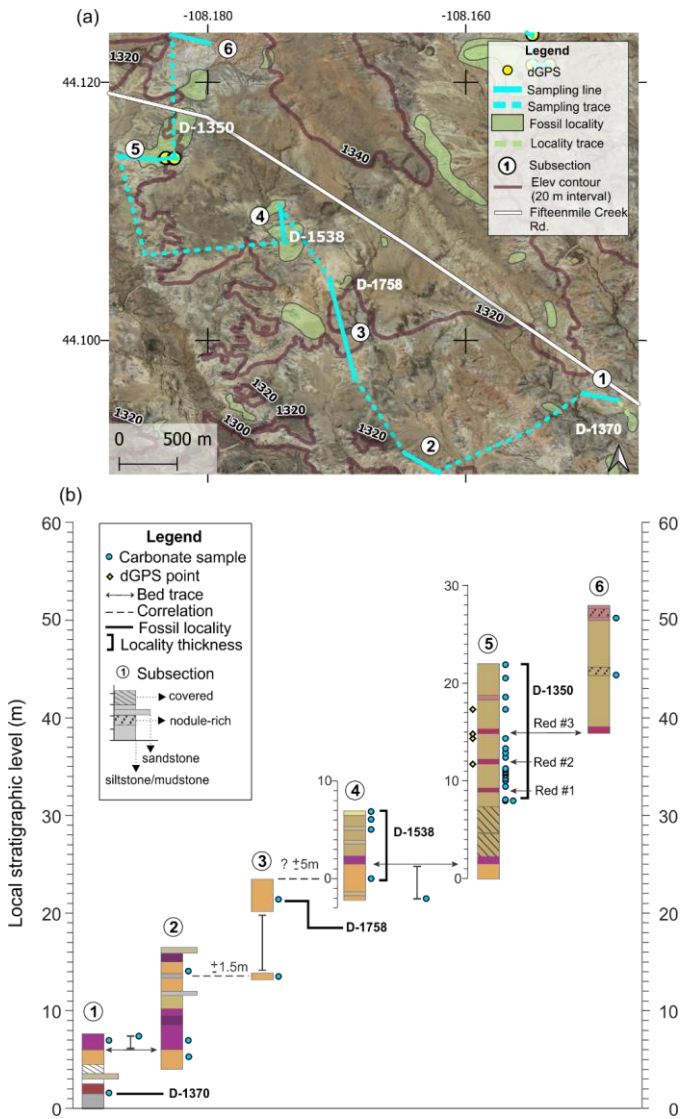 (a)
-108.180
-108.160
44.120
44.100
1320
1320
6
D-1350
5
1340
4
D-1538
D-1758
1320
3
1320
1
D-1370
1320
1320
1300
1320
1320
2
0 500 m
Legend
dGPS
Sampling line
Sampling trace
Fossil locality
Locality trace
1 Subsection
Elev contour
(20 m interval)
Fifteenmile Creek
Rd.
(b)
Local stratigraphic level (m)
60
50
40
30
20
10
0
Legend
Carbonate sample
dGPS point
Bed trace
Correlation
Fossil locality
Locality thickness
1 Subsection
covered
nodule-rich
sandstone
siltstone/mudstone
1
D-1370
2
±1.5m
3
D-1758
? ±5m
4
10
0
D-1538
5
30
20
10
0
D-1350
Red #3
Red #2
Red #1
6
60
50
40
30
20
10
0